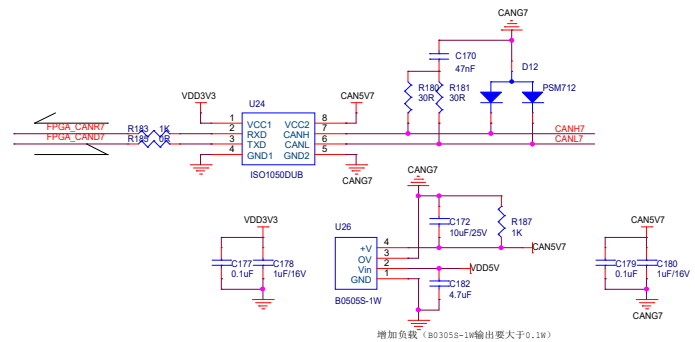 CANG7
C170
47nF
D12
PSM712
R180
30R
R181
30R
VDD3V3
U24
CAN5V7
1
2
3
4
VCC1
RXD
TXD
GND1
VCC2
CANH
CANL
GND2
8
7
6
5
ISO1050DUB
FPGA_CANR7
FPGA_CAND7
R183
1K
R185
0R
CANH7
CANL7
CANG7
CANG7
U26
+V
OV
Vin
GND
4
3
2
1
B0505S-1W
C172
10uF/25V
R187
1K
CAN5V7
VDD5V
C182
4.7uF
VDD3V3
C177
0.1uF
C178
1uF/16V
CAN5V7
C179
0.1uF
C180
1uF/16V
CANG7
增加负载（B0305S-1W输出要大于0.1W）